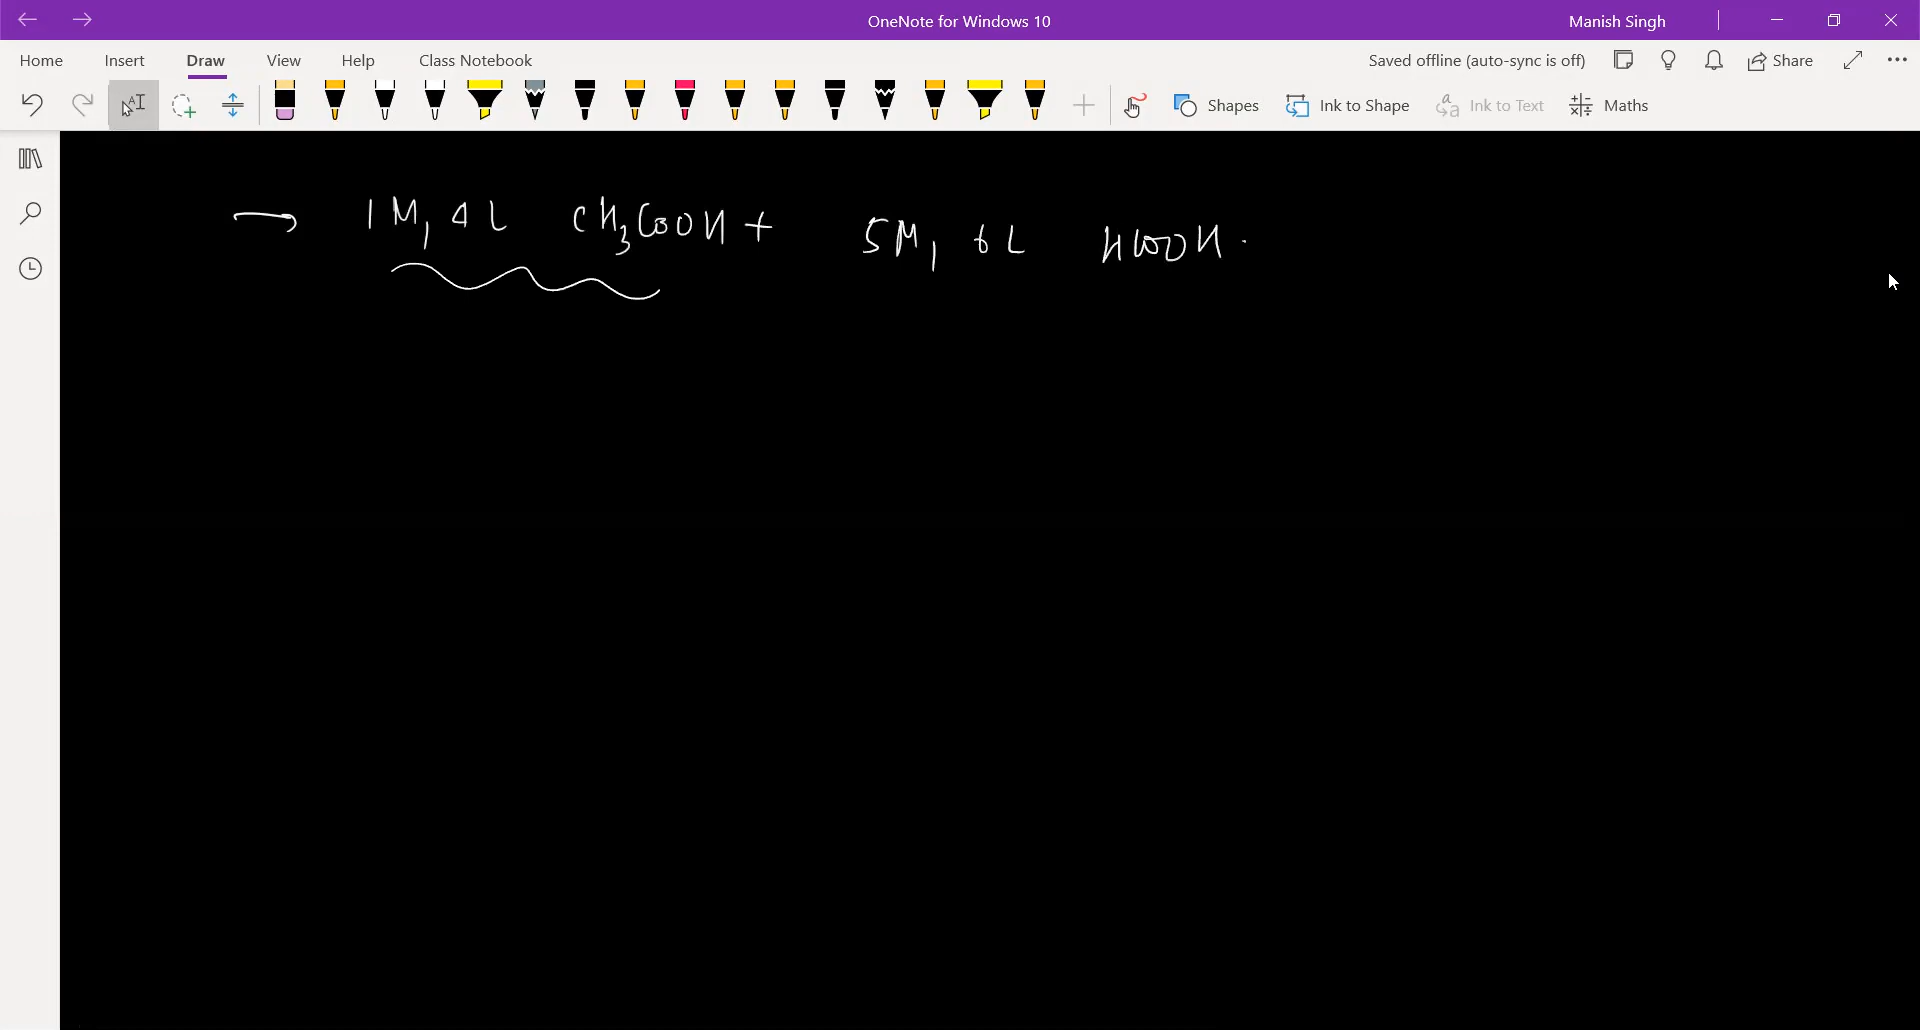 OneNote for Windows 10
Manish Singh
Home Insert Draw View Help Class Notebook
Saved offline (auto-sync is off) Share
Shapes Ink to Shape Ink to Text Maths
→ 1M, 4L CH₃COOH + 5M, 6L HCOOH.